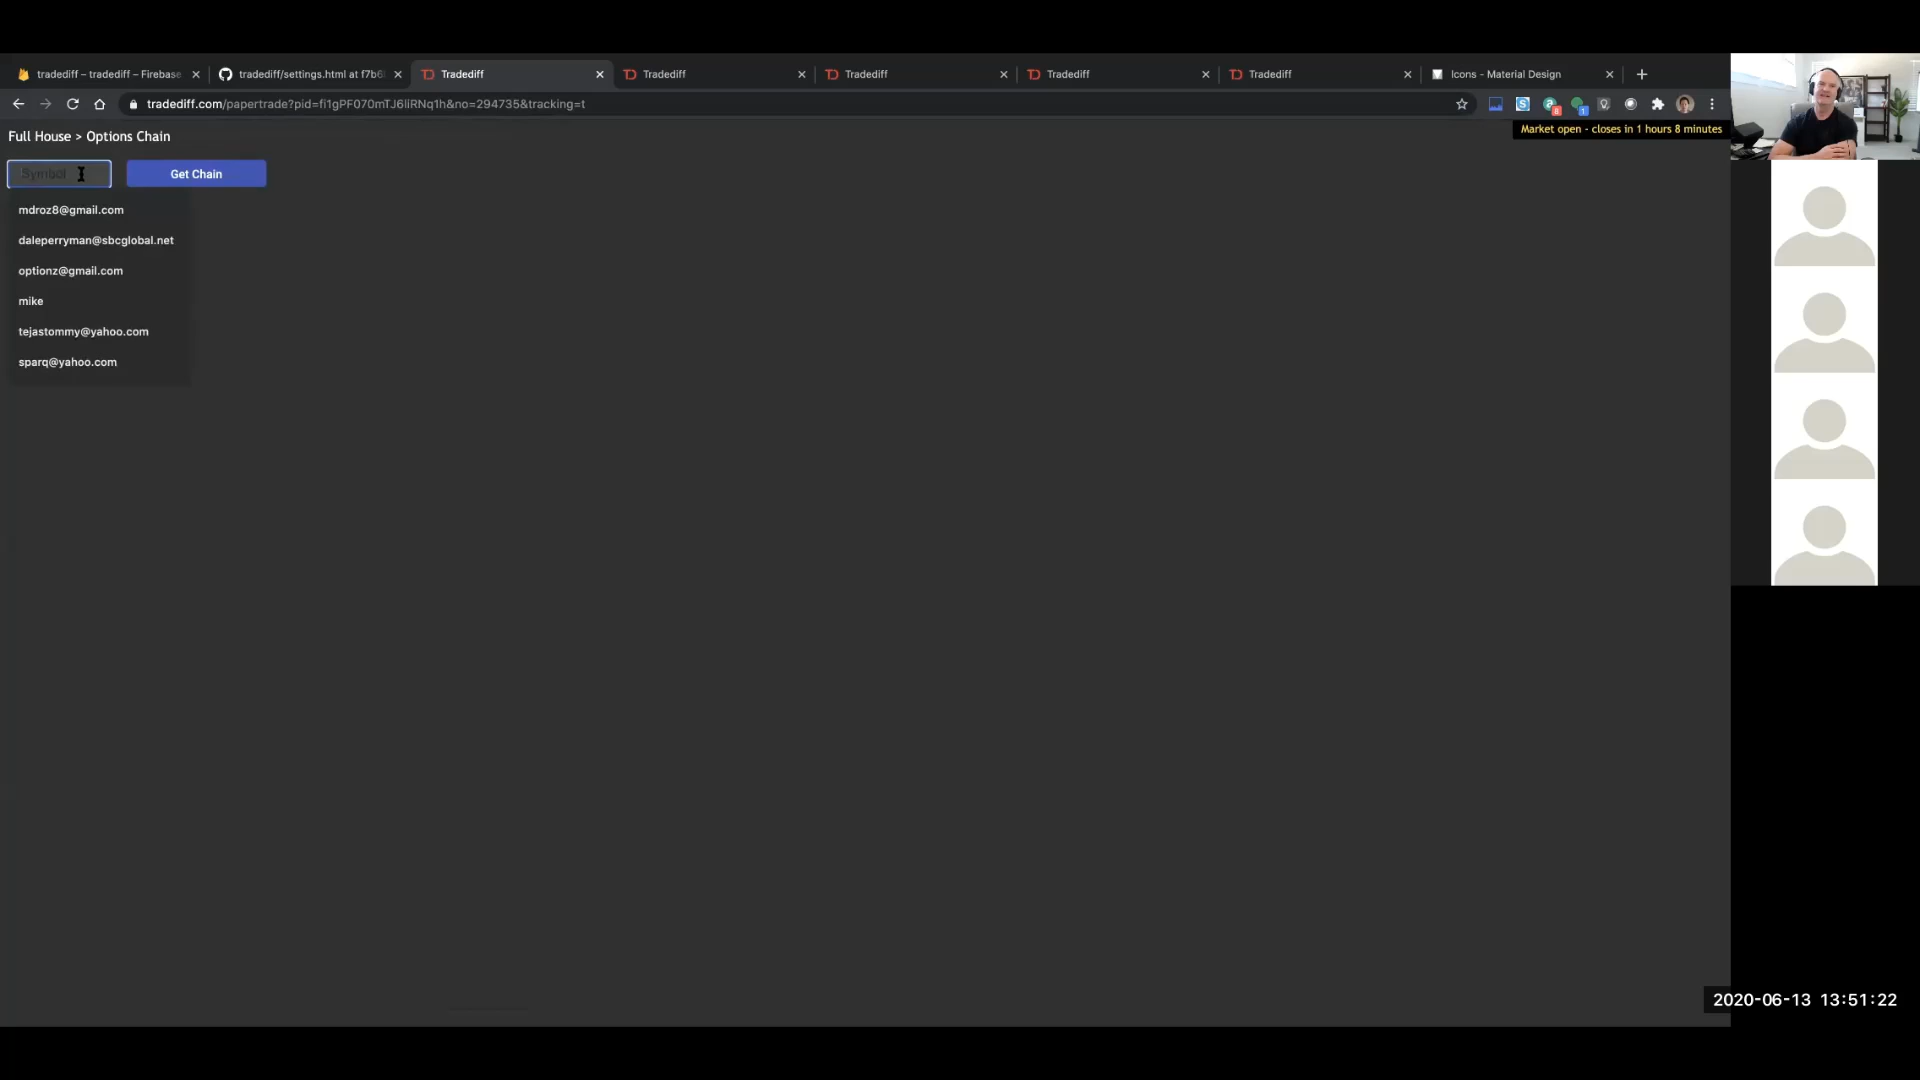 tradediff – tradediff – Firebase
tradediff/settings.html at f7b6
Tradediff
Tradediff
Tradediff
Tradediff
Tradediff
Icons - Material Design
tradediff.com/papertrade?pid=fi1gPF070mTJ6IiRNq1h&no=294735&tracking=t
Full House > Options Chain
Market open - closes in 1 hours 8 minutes
Symbol
Get Chain
mdroz8@gmail.com
daleperryman@sbcglobal.net
optionz@gmail.com
mike
tejastommy@yahoo.com
sparq@yahoo.com
2020-06-13 13:51:22